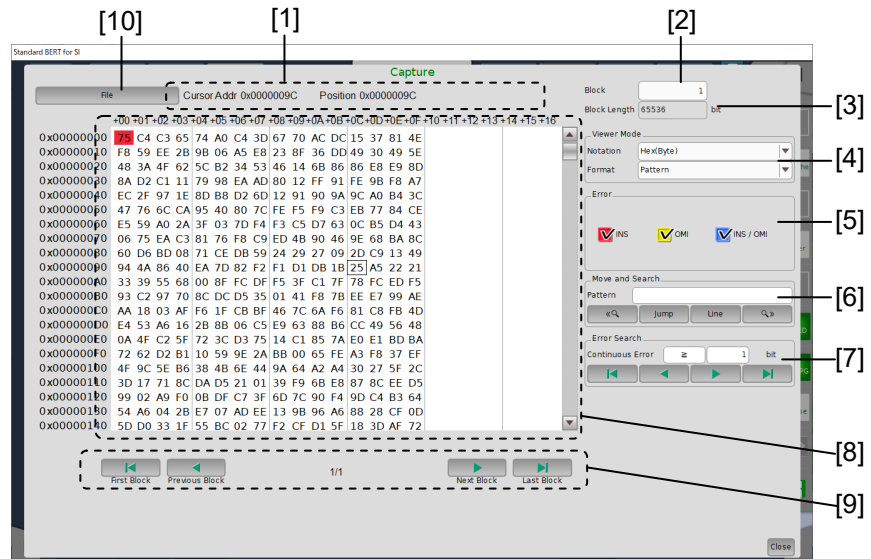 [10] [1] [2]
Standard BERT for SI
Capture
File Cursor Addr 0x0000009C Position 0x0000009C Block 1
Block Length 65536 bit [3]
+00 +01 +02 +03 +04 +05 +06 +07 +08 +09 +0A +0B +0C +0D +0E +0F +10 +11 +12 +13 +14 +15 +16
0x00000000 75 C4 C3 65 74 A0 C4 3D 67 70 AC DC 15 37 81 4E
0x00000010 F8 59 EE 2B 9B 06 A5 E8 23 8F 36 DD 49 30 49 5E
0x00000020 48 3A 4F 62 5C B2 34 53 46 14 6B 86 86 E8 E9 8D
0x00000030 8A D2 C1 11 79 98 EA AD 80 12 FF 91 FE 9B F8 A7
0x00000040 EC 2F 97 1E 8D B8 D2 6D 12 91 90 9A 9C A0 B4 3C
0x00000050 47 76 6C CA 95 40 80 7C FE F5 F9 C3 EB 77 84 CE
0x00000060 E5 59 A0 2A 3F 03 7D F4 F3 C5 D7 63 0C B5 D4 43
0x00000070 06 75 EA C3 81 76 F8 C9 ED 4B 90 46 9E 68 BA 8C
0x00000080 60 D6 BD 08 71 CE DB 59 24 29 27 09 2D C9 13 49
0x00000090 94 4A 86 40 EA 7D 82 F2 F1 D1 DB 1B 25 A5 22 21
0x000000A0 33 39 55 68 00 8F FC DF F5 3F C1 7F 78 FC ED F5
0x000000B0 93 C2 97 70 8C DC D5 35 01 41 F8 7B EE E7 99 AE
0x000000C0 AA 18 03 AF F6 1F CB BF 46 7C 6A F6 81 C8 FB 4D
0x000000D0 E4 53 A6 16 2B 8B 06 C5 E9 63 88 B6 CC 49 56 48
0x000000E0 0A 4F C2 5F 72 3C D3 75 14 C1 85 7A E0 E1 BD BA
0x000000F0 72 62 D2 B1 10 59 9E 2A BB 00 65 FE A3 F8 37 EF
0x00000100 4F 9C 5E B6 38 4B 6E 44 9A 64 A2 A4 30 27 5F 2C
0x00000110 3D 17 71 8C DA D5 21 01 39 F9 6B E8 87 8C EE D5
0x00000120 99 02 A9 F0 0B DF C7 3F 6D 7C 90 F4 9D C4 B3 64
0x00000130 54 A6 04 2B E7 07 AD EE 13 9B 96 A6 88 28 CF 0D
0x00000140 5D D0 33 1F 55 BC 02 77 F2 CF D1 5F 18 3D AF 72
Viewer Mode
Notation Hex(Byte)
Format Pattern
[4]
Error
INS OMI INS / OMI
[5]
Move and Search
Pattern
Jump Line
[6]
Error Search
Continuous Error ≧ 1 bit
[7]
[8]
First Block Previous Block 1/1 Next Block Last Block
[9]
Close